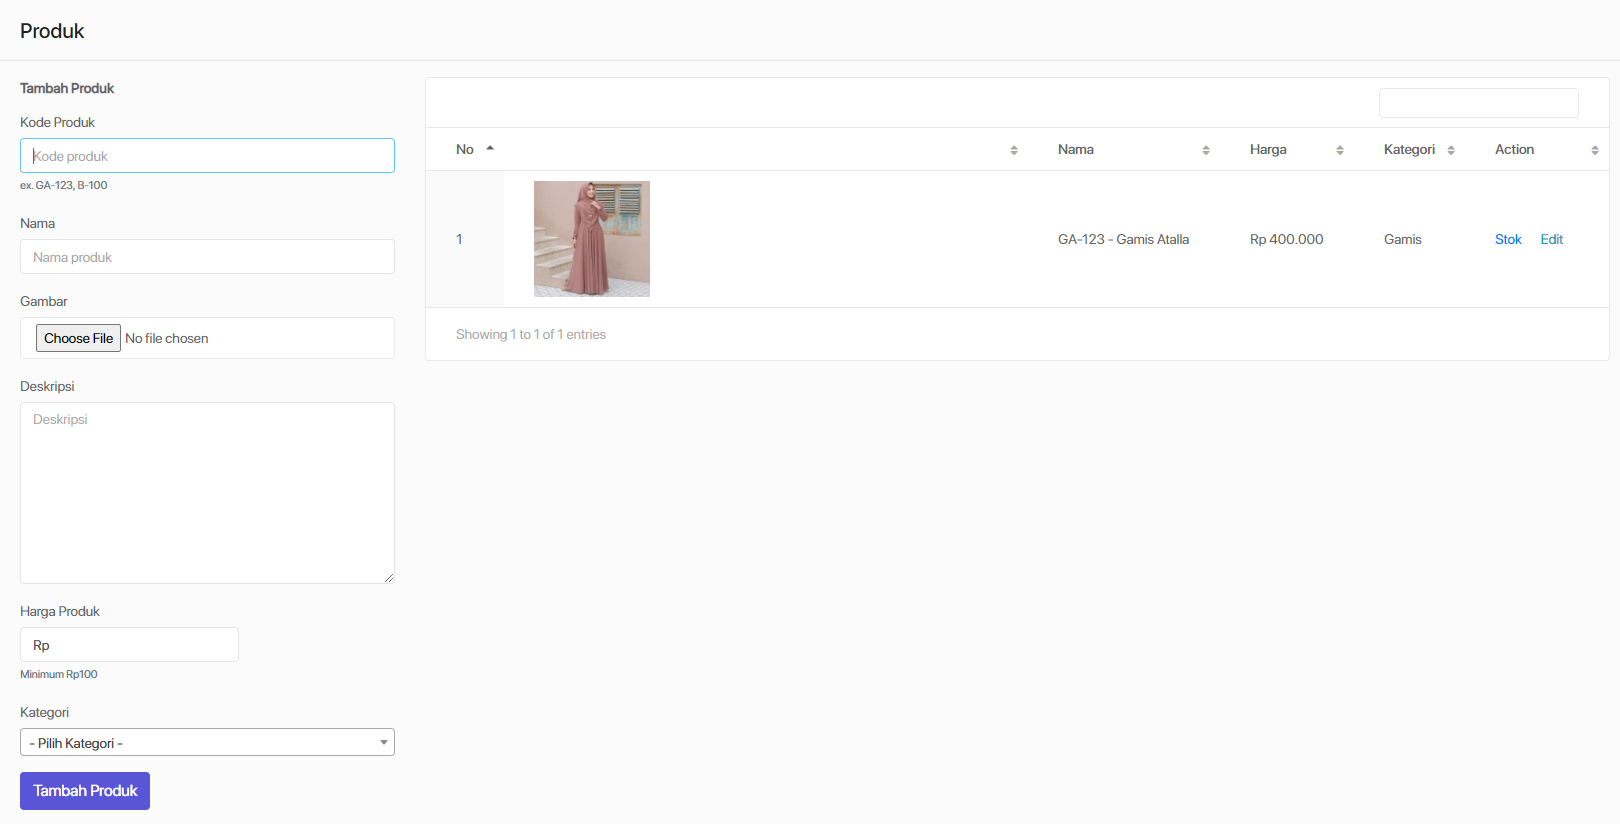 Produk
Tambah Produk
Kode Produk
Kode produk
ex. GA-123, B-100
Nama
Nama produk
Gambar
Choose File No file chosen
Deskripsi
Deskripsi
Harga Produk
Rp
Minimum Rp100
Kategori
- Pilih Kategori -
Tambah Produk
No Nama Harga Kategori Action
1 GA-123 - Gamis Atalla Rp 400.000 Gamis Stok Edit
Showing 1 to 1 of 1 entries